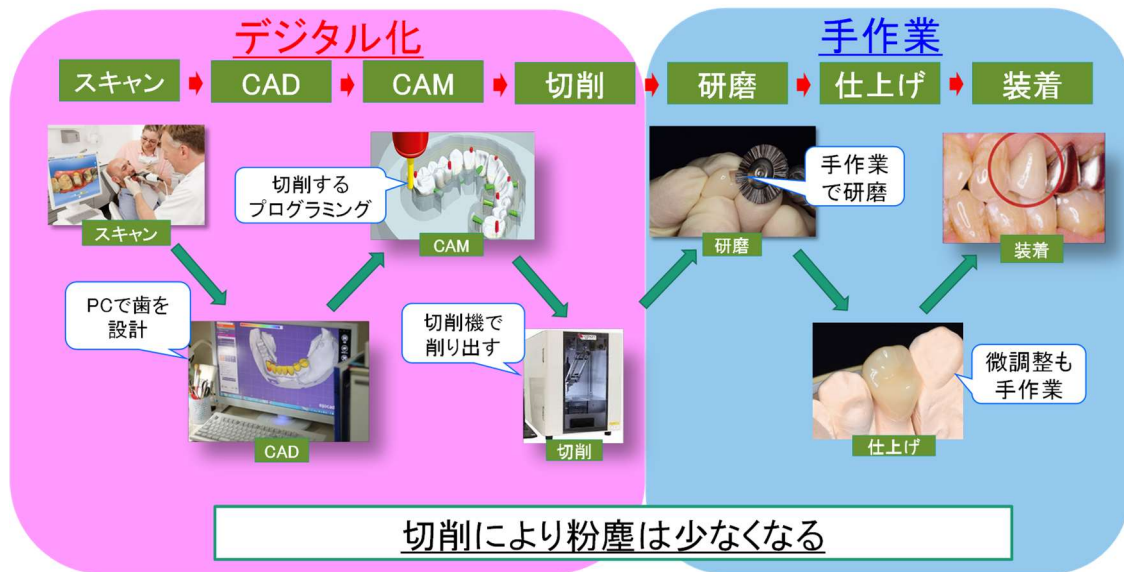 デジタル化
手作業
スキャン
CAD
CAM
切削
研磨
仕上げ
装着
切削する
プログラミング
手作業
で研磨
スキャン
CAM
研磨
装着
PCで歯を
設計
切削機で
削り出す
微調整も
手作業
CAD
切削
仕上げ
切削により粉塵は少なくなる